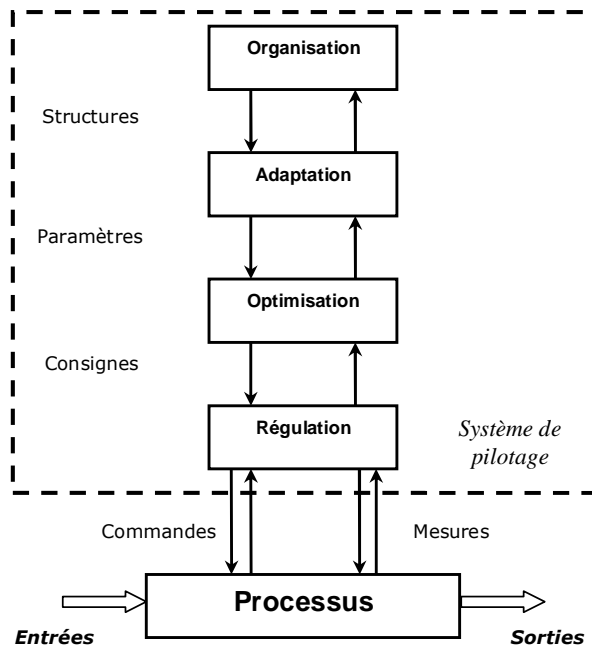 Organisation
Structures
Adaptation
Paramètres
Optimisation
Consignes
Régulation
Système de
pilotage
Commandes
Mesures
Processus
Entrées
Sorties